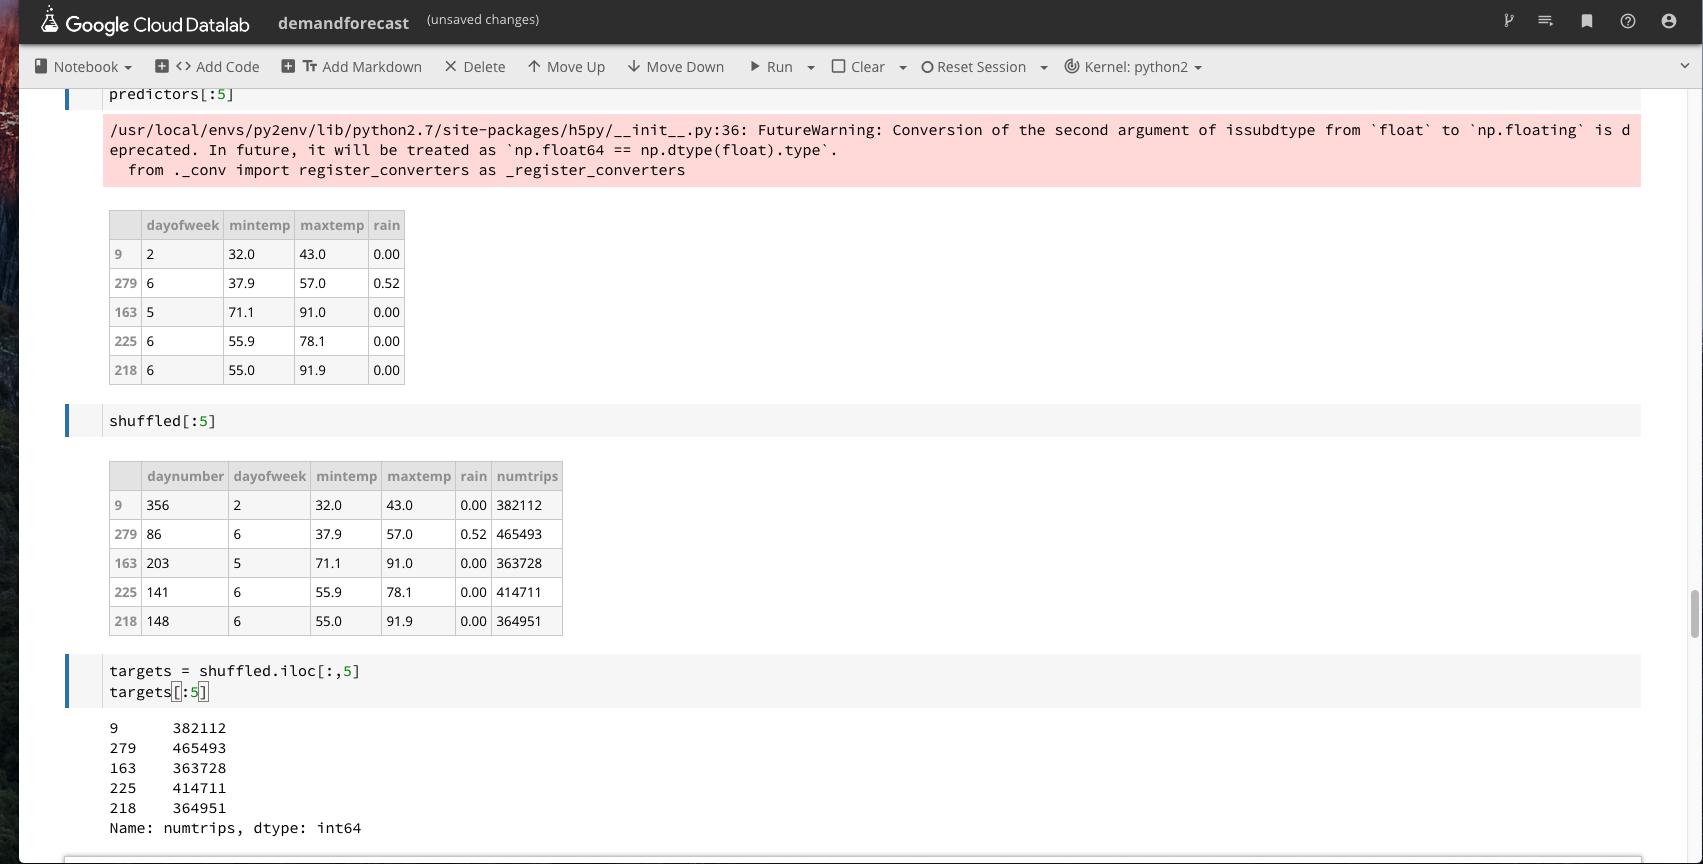 Google Cloud Datalab demandforecast (unsaved changes)
Notebook <> Add Code Tт Add Markdown Delete Move Up Move Down Run Clear Reset Session Kernel: python2
predictors[:5]
/usr/local/envs/py2env/lib/python2.7/site-packages/h5py/__init__.py:36: FutureWarning: Conversion of the second argument of issubdtype from `float` to `np.floating` is d
eprecated. In future, it will be treated as `np.float64 == np.dtype(float).type`.
from ._conv import register_converters as _register_converters
dayofweek mintemp maxtemp rain
9 2 32.0 43.0 0.00
279 6 37.9 57.0 0.52
163 5 71.1 91.0 0.00
225 6 55.9 78.1 0.00
218 6 55.0 91.9 0.00
shuffled[:5]
daynumber dayofweek mintemp maxtemp rain numtrips
9 356 2 32.0 43.0 0.00 382112
279 86 6 37.9 57.0 0.52 465493
163 203 5 71.1 91.0 0.00 363728
225 141 6 55.9 78.1 0.00 414711
218 148 6 55.0 91.9 0.00 364951
targets = shuffled.iloc[:,5]
targets[:5]
9 382112
279 465493
163 363728
225 414711
218 364951
Name: numtrips, dtype: int64